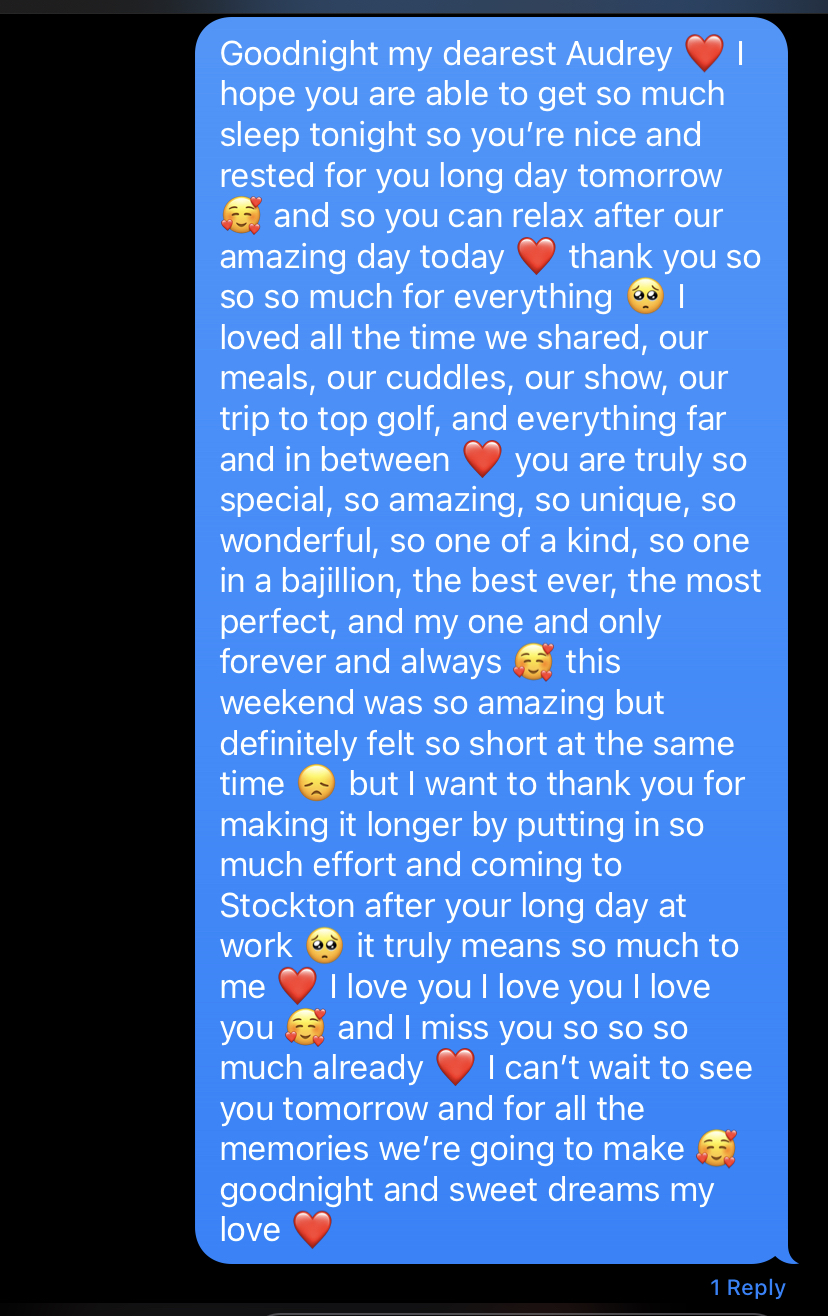 Goodnight my dearest Audrey ❤️ I
hope you are able to get so much
sleep tonight so you’re nice and
rested for you long day tomorrow
🥰 and so you can relax after our
amazing day today ❤️ thank you so
so so much for everything 🥺 I
loved all the time we shared, our
meals, our cuddles, our show, our
trip to top golf, and everything far
and in between ❤️ you are truly so
special, so amazing, so unique, so
wonderful, so one of a kind, so one
in a bajillion, the best ever, the most
perfect, and my one and only
forever and always 🥰 this
weekend was so amazing but
definitely felt so short at the same
time 😞 but I want to thank you for
making it longer by putting in so
much effort and coming to
Stockton after your long day at
work 🥺 it truly means so much to
me ❤️ I love you I love you I love
you 🥰 and I miss you so so so
much already ❤️ I can’t wait to see
you tomorrow and for all the
memories we’re going to make 🥰
goodnight and sweet dreams my
love ❤️
1 Reply